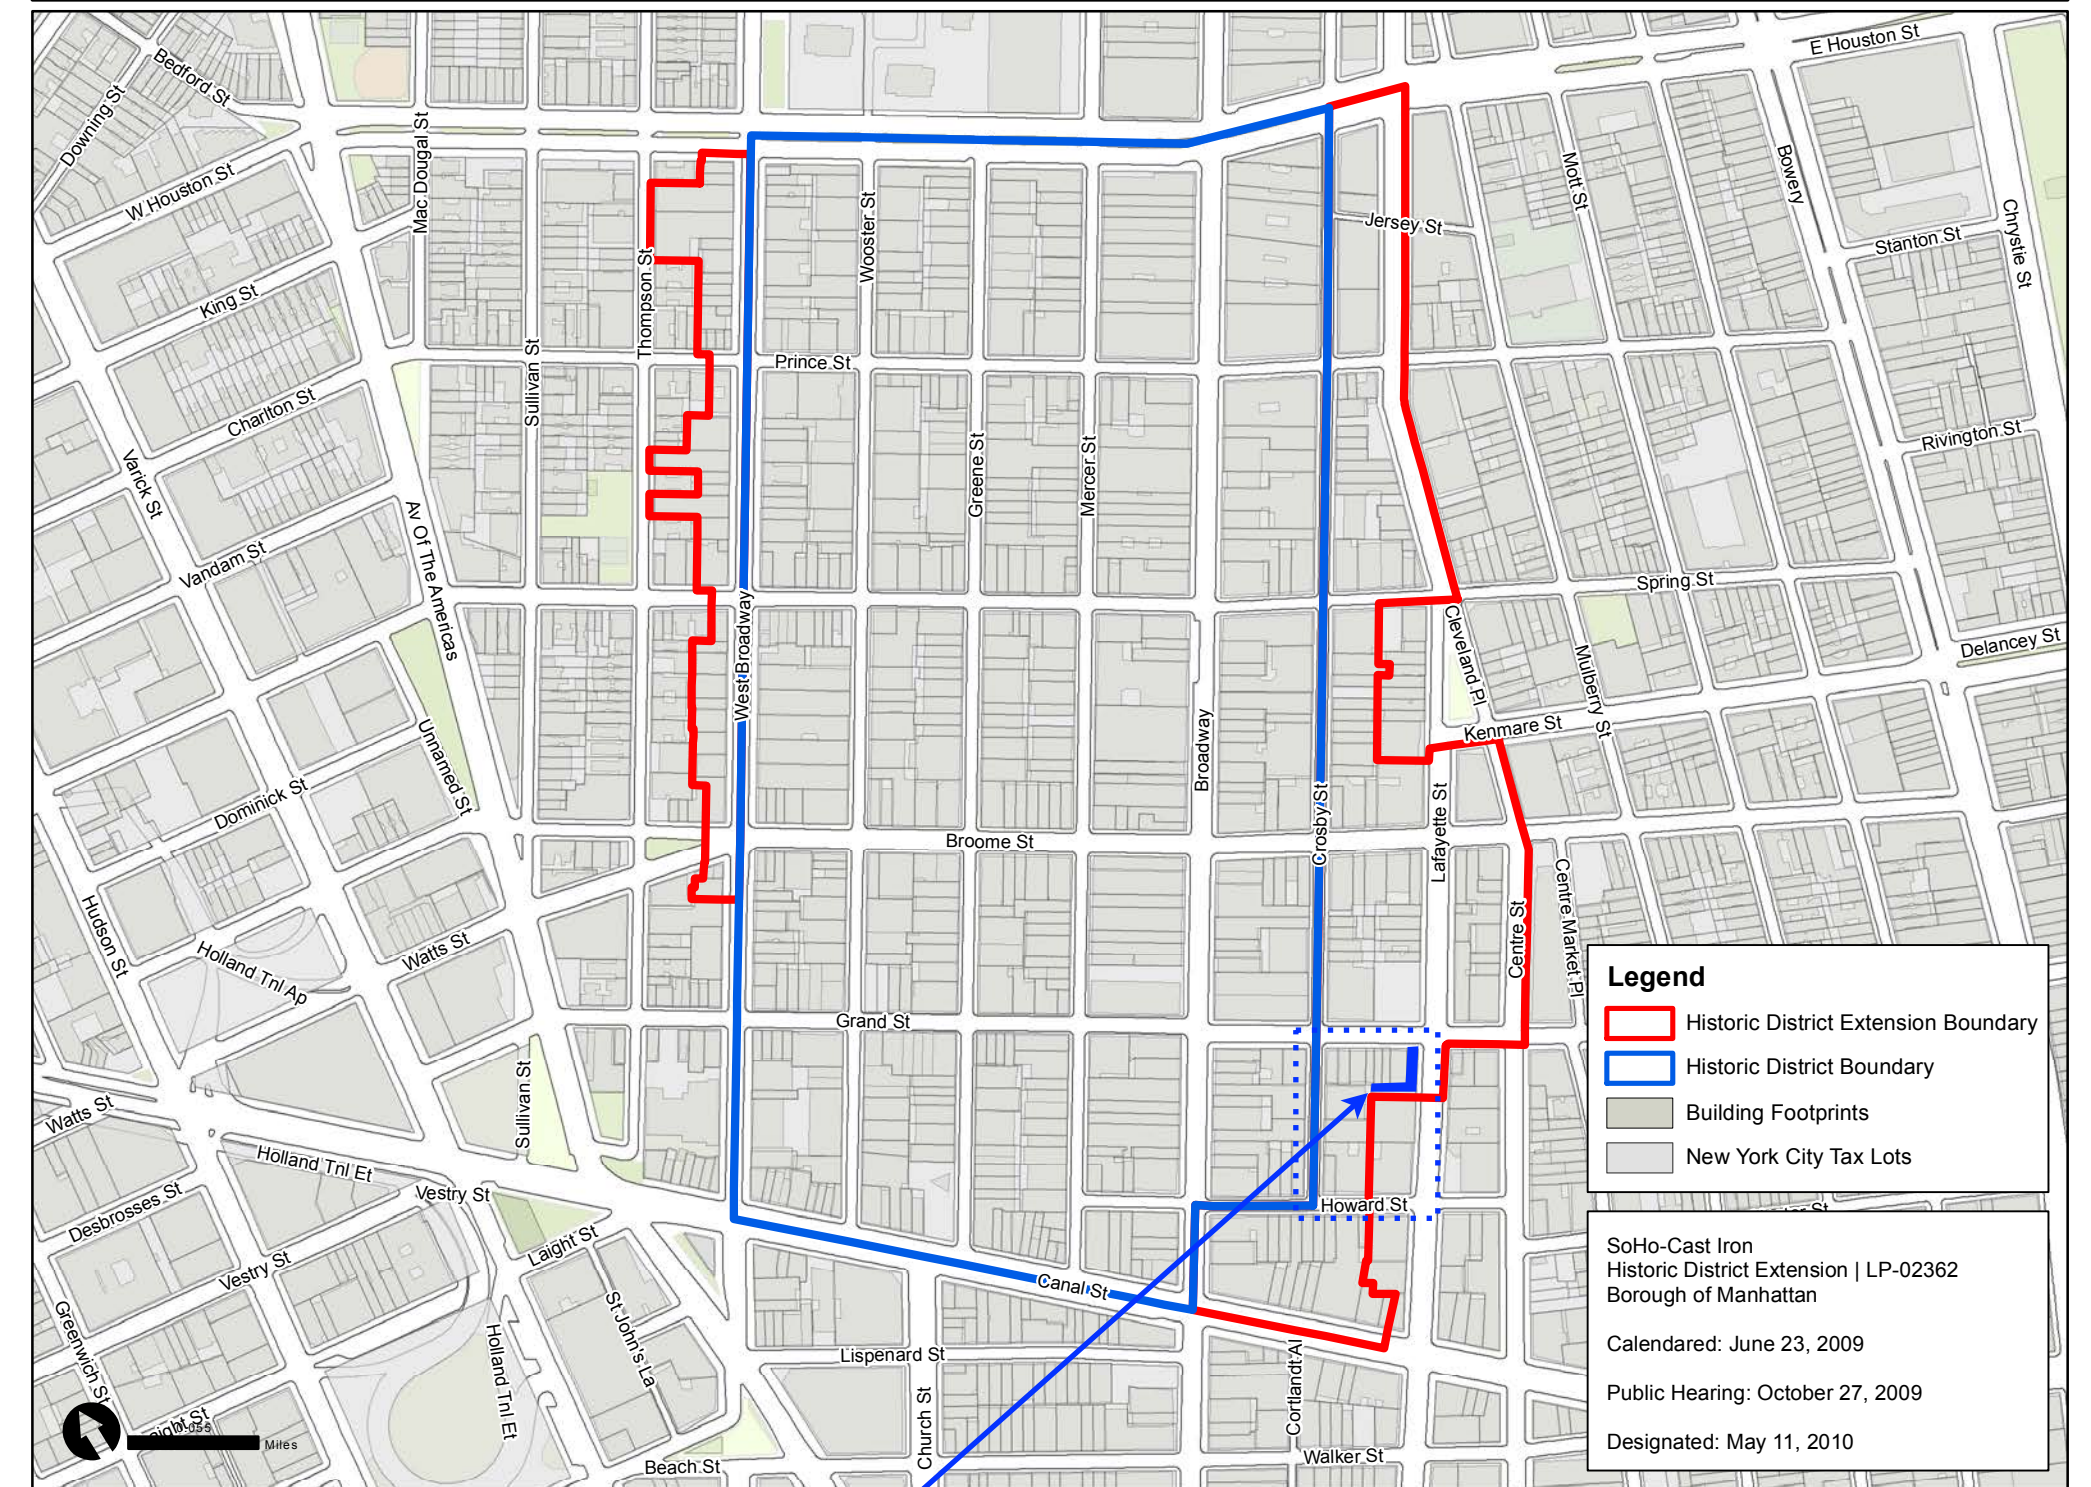 E Houston St
Bedford St
Downing St
Mac Dougal St
W Houston St
Wooster St
Mott St
Bowery
Jersey St
Chrystie St
Stanton St
King St
Thompson St
Sullivan St
Prince St
Charlton St
Rivington St
Varick St
Greene St
Mercer St
Av Of The Americas
Vandam St
Spring St
West Broadway
Cleveland Pl
Mulberry St
Delancey St
Unnamed St
Broadway
Kenmare St
Dominick St
Crosby St
Lafayette St
Broome St
Centre St
Centre Market Pl
Hudson St
Holland Tnl Ap
Watts St
Grand St
Legend
Historic District Extension Boundary
Historic District Boundary
Building Footprints
New York City Tax Lots
Sullivan St
Watts St
Holland Tnl Et
Vestry St
Desbrosses St
Howard St
Laight St
Vestry St
Canal St
SoHo-Cast Iron
Historic District Extension | LP-02362
Borough of Manhattan
Calendared: June 23, 2009
Public Hearing: October 27, 2009
Designated: May 11, 2010
Greenwich St
Holland Tnl Et
St John's La
Lispenard St
Cortlandt Al
Church St
0.055
Miles
Beach St
Walker St